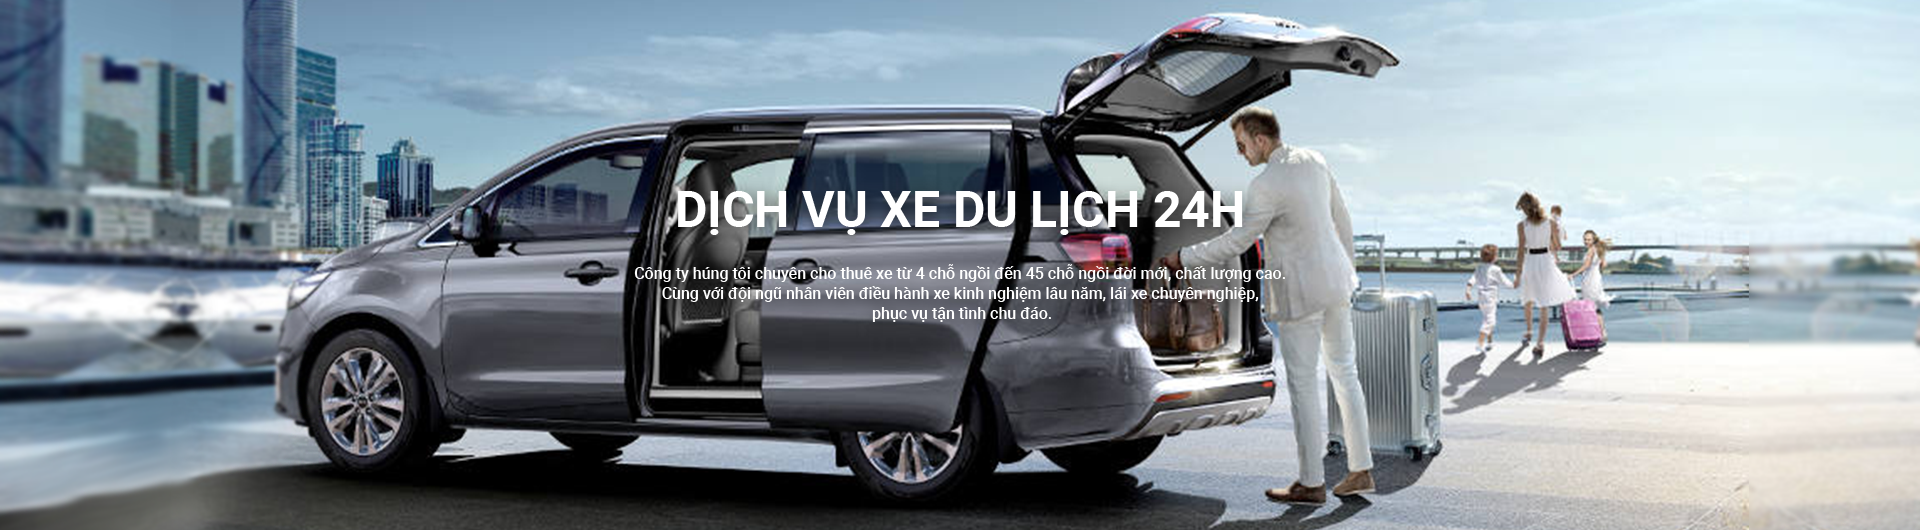 DỊCH VỤ XE DU LỊCH 24H
Công ty húng tôi chuyên cho thuê xe từ 4 chỗ ngồi đến 45 chỗ ngồi đời mới, chất lượng cao.
Cùng với đội ngũ nhân viên điều hành xe kinh nghiệm lâu năm, lái xe chuyên nghiệp,
phục vụ tận tình chu đáo.